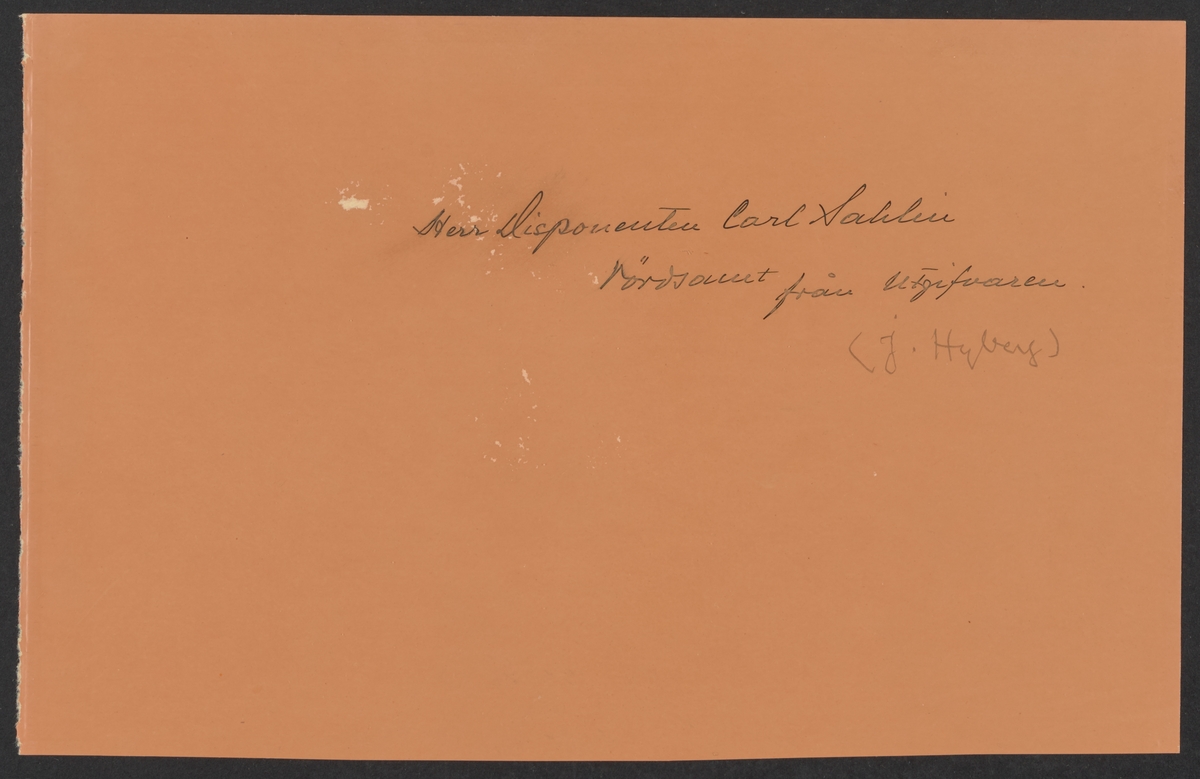 Herr Disponenten Carl Sahlin
Vördsamt från Utgifvaren.
(J. Hyberg)